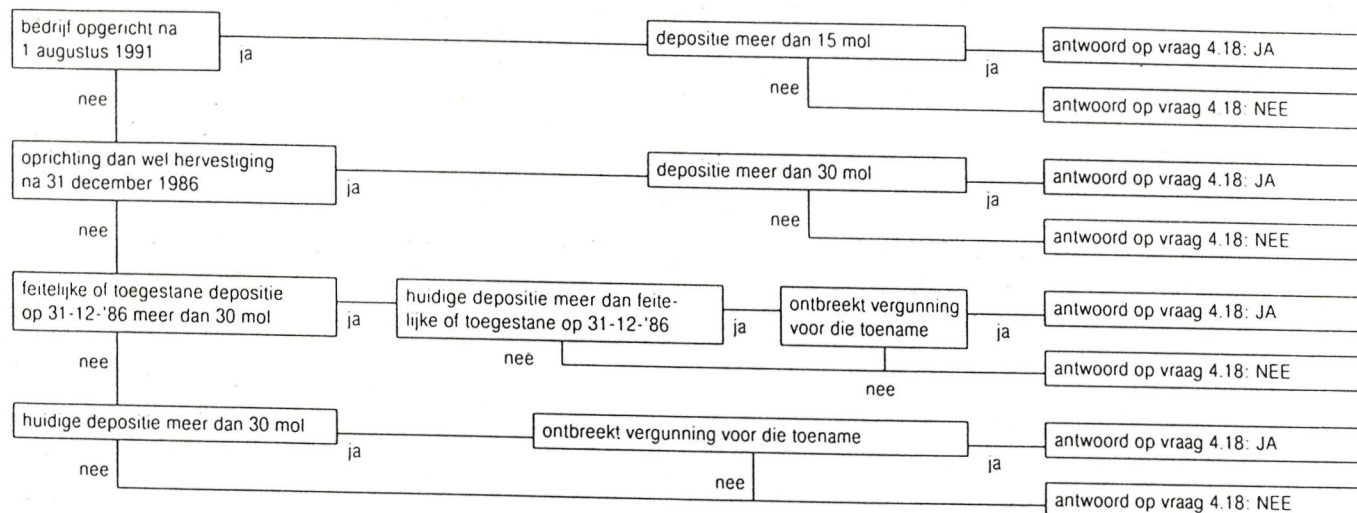 bedrijf opgericht na
1 augustus 1991
ja
depositie meer dan 15 mol
ja
antwoord op vraag 4.18: JA
nee
nee
antwoord op vraag 4.18: NEE
oprichting dan wel hervestiging
na 31 december 1986
ja
depositie meer dan 30 mol
ja
antwoord op vraag 4.18: JA
nee
nee
antwoord op vraag 4.18: NEE
feitelijke of toegestane depositie
op 31-12-'86 meer dan 30 mol
ja
huidige depositie meer dan feite-
lijke of toegestane op 31-12-'86
ja
ontbreekt vergunning
voor die toename
ja
antwoord op vraag 4.18: JA
nee
nee
nee
antwoord op vraag 4.18: NEE
huidige depositie meer dan 30 mol
ja
ontbreekt vergunning voor die toename
ja
antwoord op vraag 4.18: JA
nee
nee
antwoord op vraag 4.18: NEE